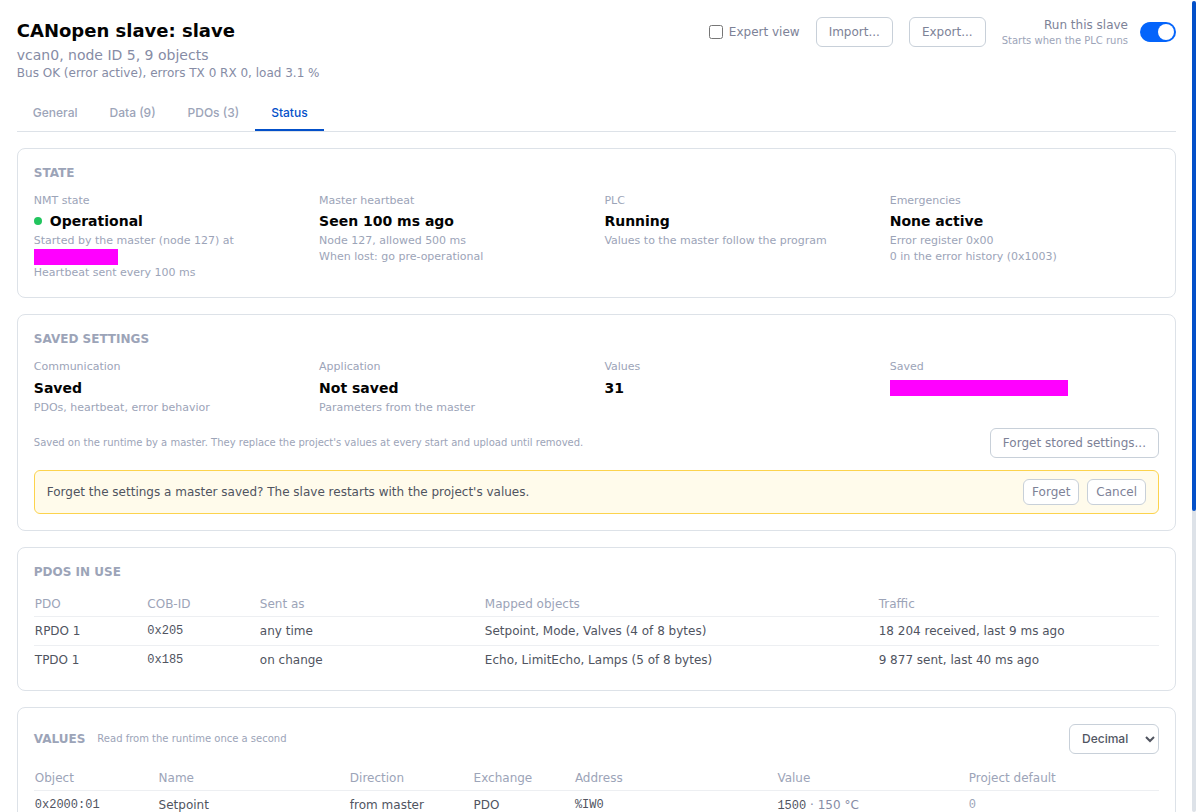 CANopen slave: slave
vcan0, node ID 5, 9 objects
Bus OK (error active), errors TX 0 RX 0, load 3.1 %
Expert view
Import...
Export...
Run this slave
Starts when the PLC runs
General
Data (9)
PDOs (3)
Status
STATE
NMT state
Operational
Started by the master (node 127) at
Heartbeat sent every 100 ms
Master heartbeat
Seen 100 ms ago
Node 127, allowed 500 ms
When lost: go pre-operational
PLC
Running
Values to the master follow the program
Emergencies
None active
Error register 0x00
0 in the error history (0x1003)
SAVED SETTINGS
Communication
Saved
PDOs, heartbeat, error behavior
Application
Not saved
Parameters from the master
Values
31
Saved
Saved on the runtime by a master. They replace the project's values at every start and upload until removed.
Forget stored settings...
Forget the settings a master saved? The slave restarts with the project's values.
Forget
Cancel
PDOS IN USE
PDO COB-ID Sent as Mapped objects Traffic
RPDO 1 0x205 any time Setpoint, Mode, Valves (4 of 8 bytes) 18 204 received, last 9 ms ago
TPDO 1 0x185 on change Echo, LimitEcho, Lamps (5 of 8 bytes) 9 877 sent, last 40 ms ago
VALUES Read from the runtime once a second
Decimal
Object Name Direction Exchange Address Value Project default
0x2000:01 Setpoint from master PDO %IW0 1500 · 150 °C 0